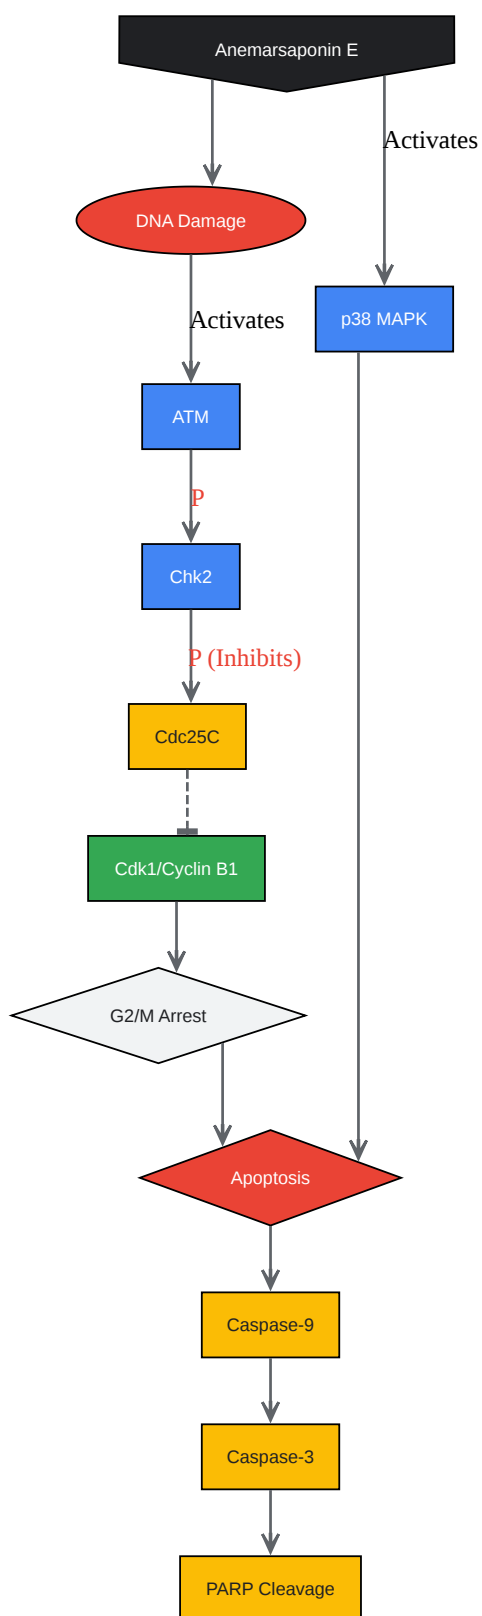 Anemarsaponin E
Activates
DNA Damage
Activates
p38 MAPK
ATM
P
Chk2
P (Inhibits)
Cdc25C
Cdk1/Cyclin B1
G2/M Arrest
Apoptosis
Caspase-9
Caspase-3
PARP Cleavage